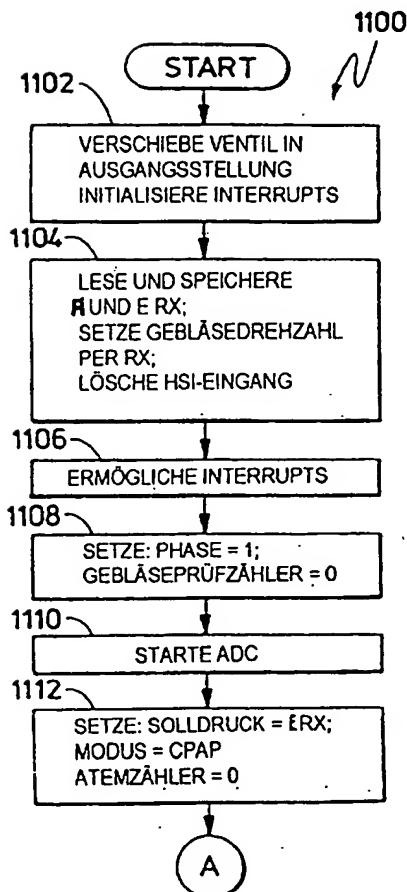 1100
START
1102
VERSCHIEBE VENTIL IN
AUSGANGSSTELLUNG
INITIALISIERE INTERRUPTS
1104
LESE UND SPEICHERE
UND E RX;
SETZE GEBLÄSEDREHZAHL
PER RX;
LÖSCHE HSI-EINGANG
1106
ERMÖGLICHE INTERRUPTS
1108
SETZE: PHASE = 1;
GEBLÄSEPRÜFZÄHLER = 0
1110
STARTE ADC
1112
SETZE: SOLLDRUCK = ERX;
MODUS = CPAP
ATEMZÄHLER = 0
A